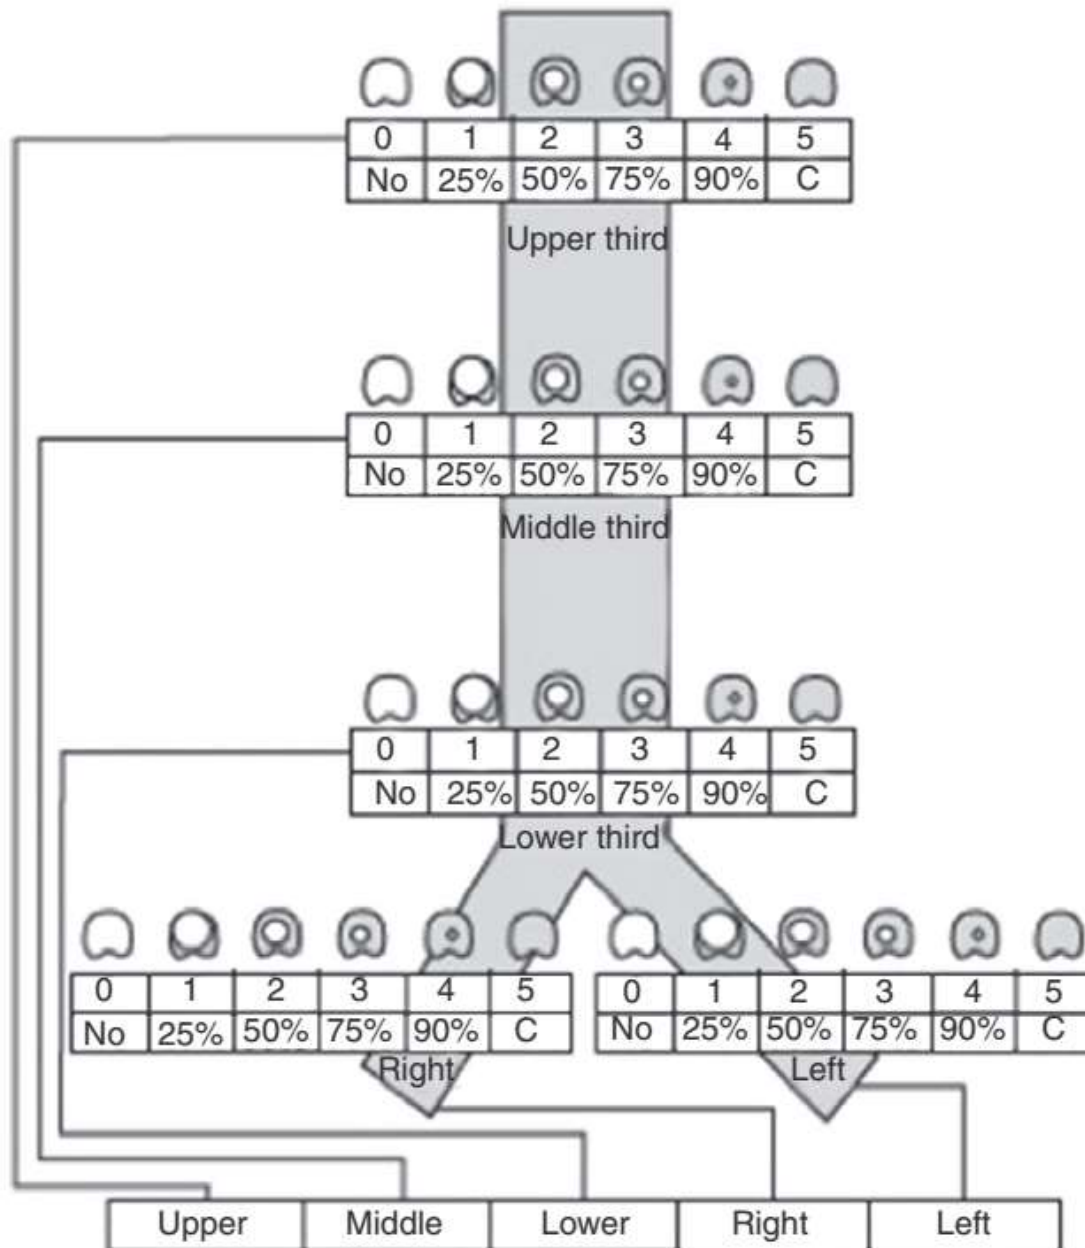 0 1 2 3 4 5
No 25% 50% 75% 90% C
Upper third
0 1 2 3 4 5
No 25% 50% 75% 90% C
Middle third
0 1 2 3 4 5
No 25% 50% 75% 90% C
Lower third
0 1 2 3 4 5
No 25% 50% 75% 90% C
Right
0 1 2 3 4 5
No 25% 50% 75% 90% C
Left
Upper Middle Lower Right Left